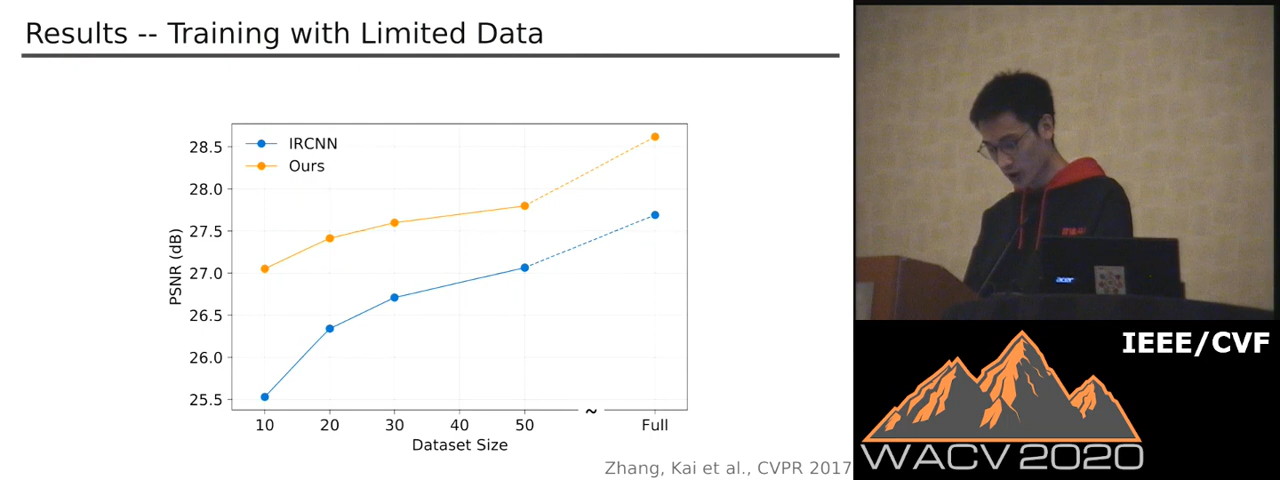 Results -- Training with Limited Data
IRCNN
Ours
28.5
28.0
27.5
27.0
26.5
26.0
25.5
PSNR (dB)
10 20 30 40 50 ~ Full
Dataset Size
Zhang, Kai et al., CVPR 2017
acer
IEEE/CVF
WACV 2020